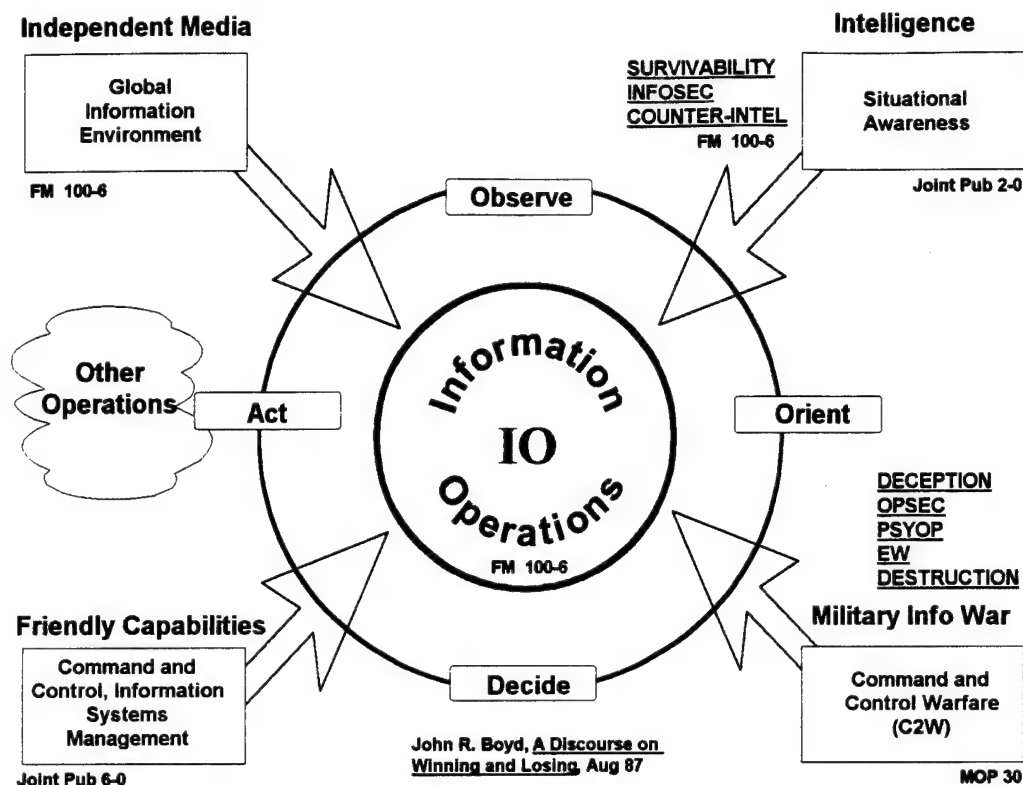 Independent Media
Global
Information
Environment
FM 100-6
Intelligence
SURVIVABILITY
INFOSEC
COUNTER-INTEL
FM 100-6
Situational
Awareness
Joint Pub 2-0
Observe
Other
Operations
Act
Information
IO
Operations
FM 100-6
Orient
DECEPTION
OPSEC
PSYOP
EW
DESTRUCTION
Friendly Capabilities
Command and
Control, Information
Systems
Management
Joint Pub 6-0
Decide
John R. Boyd, A Discourse on
Winning and Losing, Aug 87
Military Info War
Command and
Control Warfare
(C2W)
MOP 30